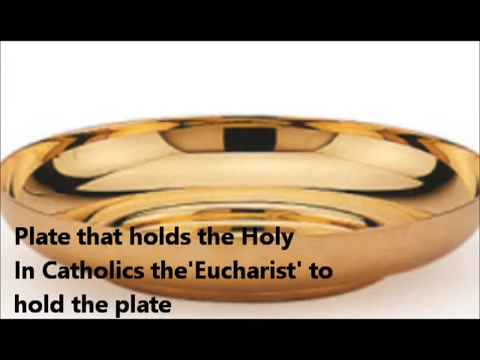 Plate that holds the Holy
In Catholics the'Eucharist' to
hold the plate